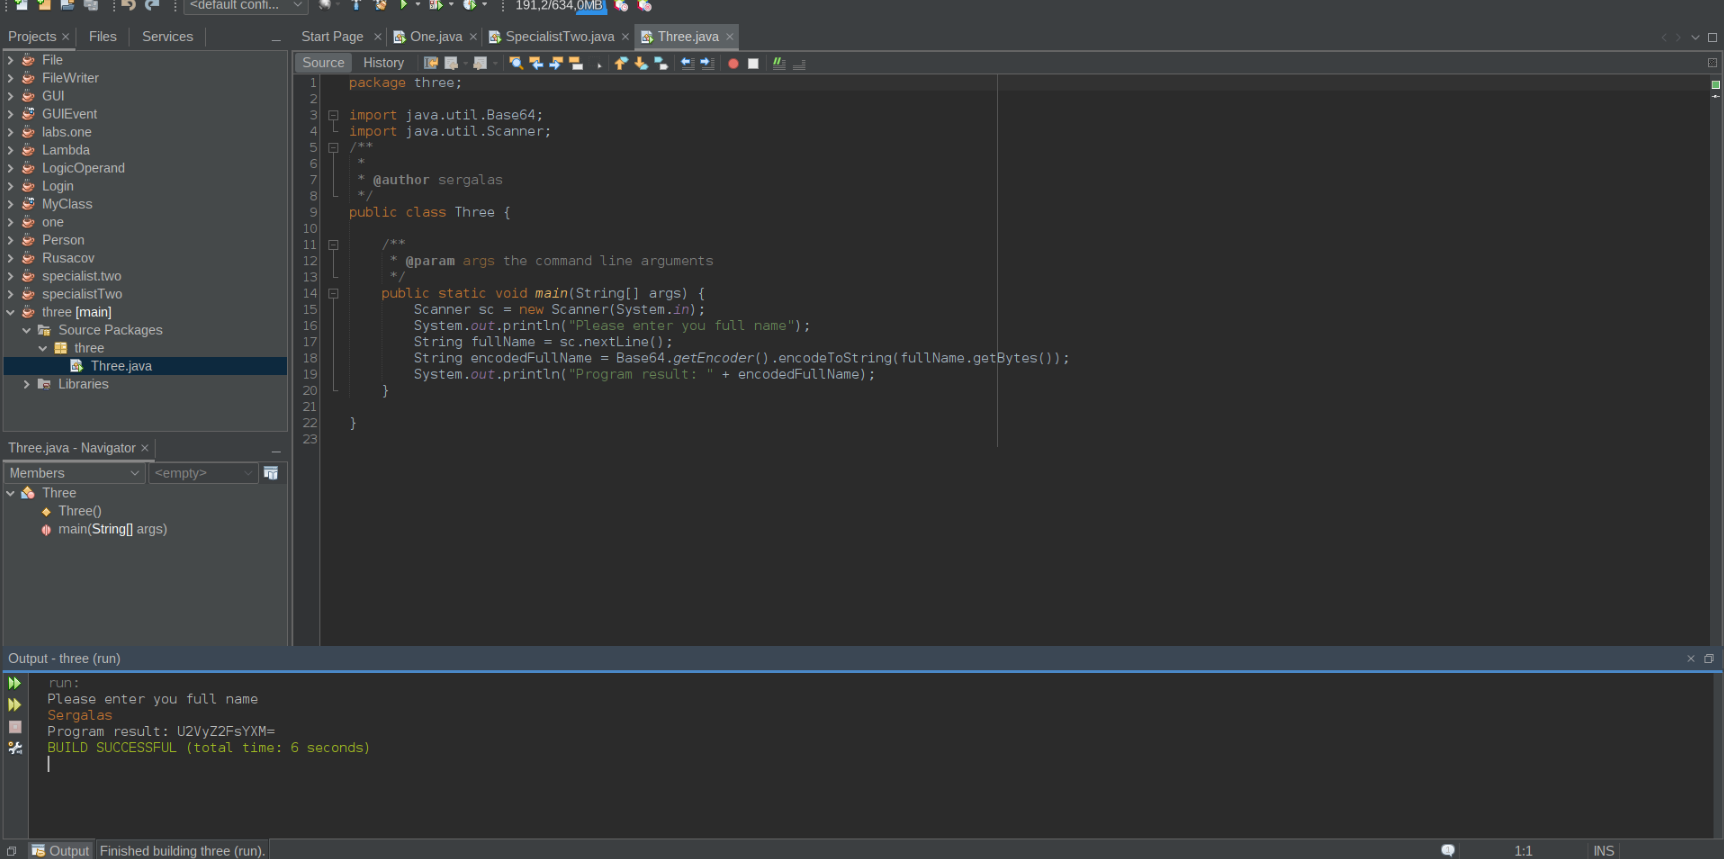 <default confi...
191,2/634,0MB
Projects
Files
Services
Start Page
One.java
SpecialistTwo.java
Three.java
Source
History
File
FileWriter
GUI
GUIEvent
labs.one
Lambda
LogicOperand
Login
MyClass
one
Person
Rusacov
specialist.two
specialistTwo
three [main]
Source Packages
three
Three.java
Libraries
1 package three;
2
3 import java.util.Base64;
4 import java.util.Scanner;
5 /**
6 *
7 * @author sergalas
8 */
9 public class Three {
10
11 /**
12 * @param args the command line arguments
13 */
14 public static void main(String[] args) {
15 Scanner sc = new Scanner(System.in);
16 System.out.println("Please enter you full name");
17 String fullName = sc.nextLine();
18 String encodedFullName = Base64.getEncoder().encodeToString(fullName.getBytes());
19 System.out.println("Program result: " + encodedFullName);
20 }
21
22 }
23
Three.java - Navigator
Members
<empty>
Three
Three()
main(String[] args)
Output - three (run)
run:
Please enter you full name
Sergalas
Program result: U2VyZ2FsYXM=
BUILD SUCCESSFUL (total time: 6 seconds)
Output
Finished building three (run).
1:1
INS